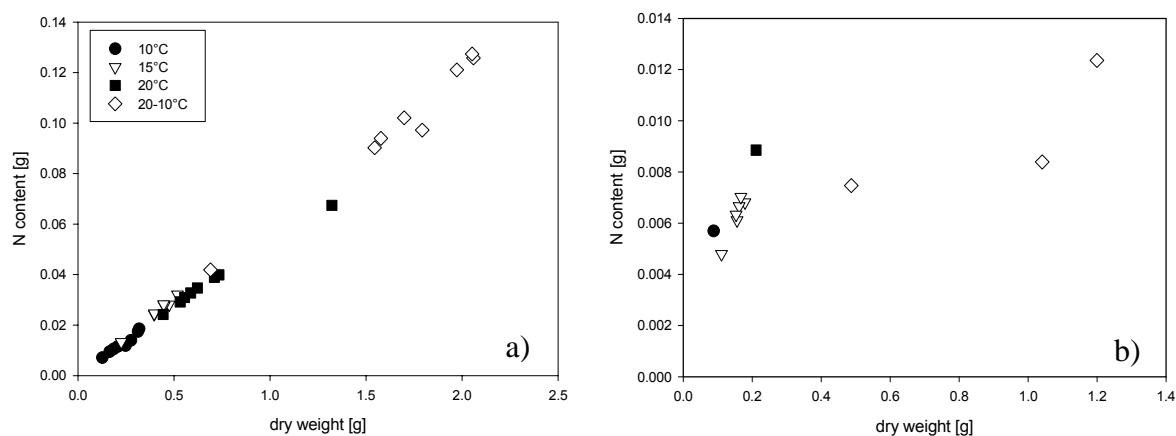 0.14
0.12
0.10
0.08
0.06
0.04
0.02
0.00
N content [g]
10°C
15°C
20°C
20-10°C
a)
0.0 0.5 1.0 1.5 2.0 2.5
dry weight [g]
0.014
0.012
0.010
0.008
0.006
0.004
0.002
0.000
N content [g]
b)
0.0 0.2 0.4 0.6 0.8 1.0 1.2 1.4
dry weight [g]